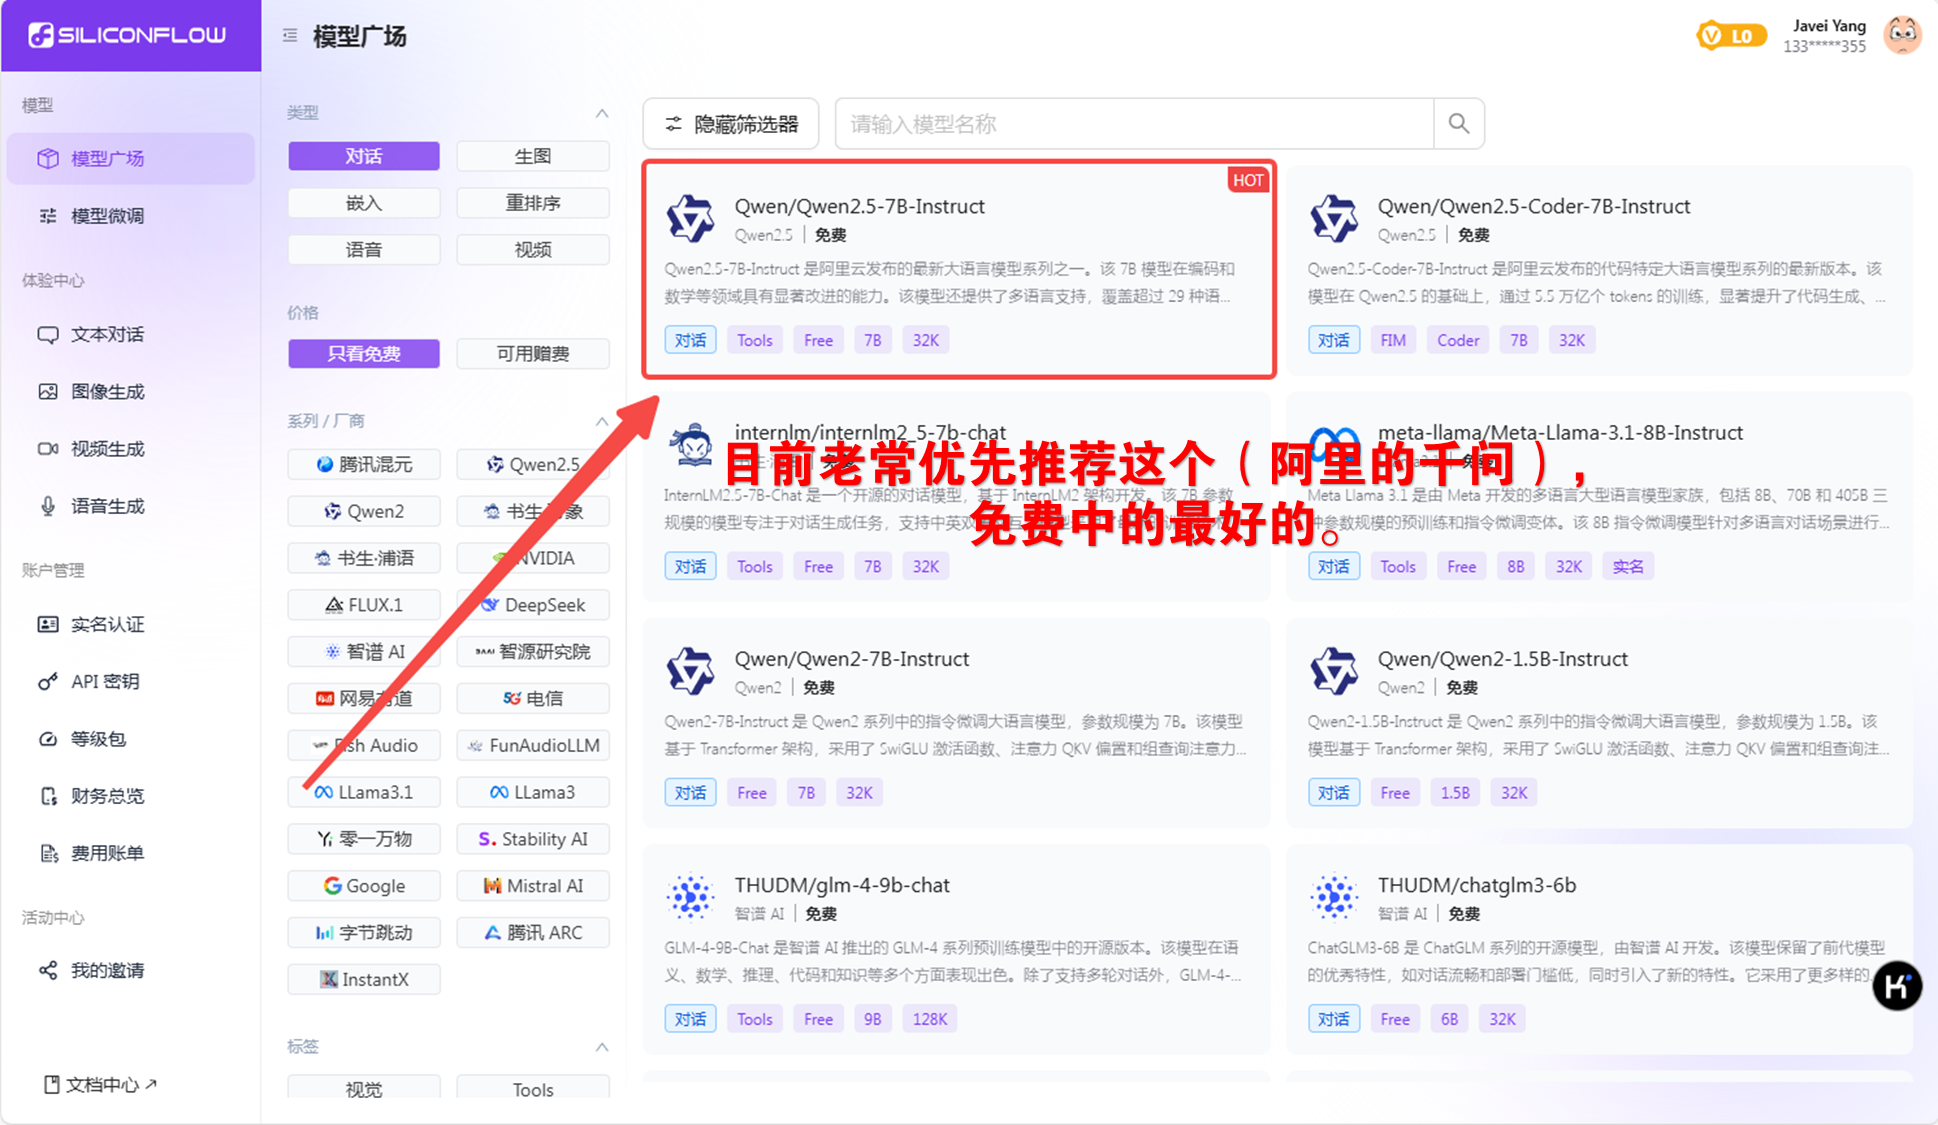 SILICONFLOW
模型广场
L0
Javei Yang
133*****355
模型
模型广场
模型微调
体验中心
文本对话
图像生成
视频生成
语音生成
账户管理
实名认证
API 密钥
等级包
财务总览
费用账单
活动中心
我的邀请
文档中心
类型
对话
生图
嵌入
重排序
语音
视频
价格
只看免费
可用赠费
系列 / 厂商
腾讯混元
Qwen2.5
Qwen2
书生·浦语
NVIDIA
FLUX.1
DeepSeek
智谱 AI
智源研究院
网易有道
5G 电信
Fish Audio
FunAudioLLM
LLama3.1
LLama3
零一万物
Stability AI
Google
Mistral AI
字节跳动
腾讯 ARC
InstantX
标签
视觉
Tools
隐藏筛选器
请输入模型名称
HOT
Qwen/Qwen2.5-7B-Instruct
Qwen2.5 | 免费
Qwen2.5-7B-Instruct 是阿里云发布的最新大语言模型系列之一。该 7B 模型在编码和
数学等领域具有显著改进的能力。该模型还提供了多语言支持，覆盖超过 29 种语...
对话 Tools Free 7B 32K
Qwen/Qwen2.5-Coder-7B-Instruct
Qwen2.5 | 免费
Qwen2.5-Coder-7B-Instruct 是阿里云发布的代码特定大语言模型系列的最新版本。该
模型在 Qwen2.5 的基础上，通过 5.5 万亿个 tokens 的训练，显著提升了代码生成、...
对话 FIM Coder 7B 32K
internlm/internlm2_5-7b-chat
目前老常优先推荐这个（阿里的千问），
免费中的最好的。
InternLM2.5-7B-Chat 是一个开源的对话模型，基于 InternLM2 架构开发。该 7B 参数
规模的模型专注于对话生成任务，支持中英双
对话 Tools Free 7B 32K
meta-llama/Meta-Llama-3.1-8B-Instruct
Meta Llama 3.1 是由 Meta 开发的多语言大型语言模型家族，包括 8B、70B 和 405B 三
种参数规模的预训练和指令微调变体。该 8B 指令微调模型针对多语言对话场景进行...
对话 Tools Free 8B 32K 实名
Qwen/Qwen2-7B-Instruct
Qwen2 | 免费
Qwen2-7B-Instruct 是 Qwen2 系列中的指令微调大语言模型，参数规模为 7B。该模型
基于 Transformer 架构，采用了 SwiGLU 激活函数、注意力 QKV 偏置和组查询注意力...
对话 Free 7B 32K
Qwen/Qwen2-1.5B-Instruct
Qwen2 | 免费
Qwen2-1.5B-Instruct 是 Qwen2 系列中的指令微调大语言模型，参数规模为 1.5B。该
模型基于 Transformer 架构，采用了 SwiGLU 激活函数、注意力 QKV 偏置和组查询注...
对话 Free 1.5B 32K
THUDM/glm-4-9b-chat
智谱 AI | 免费
GLM-4-9B-Chat 是智谱 AI 推出的 GLM-4 系列预训练模型中的开源版本。该模型在语
义、数学、推理、代码和知识等多个方面表现出色。除了支持多轮对话外，GLM-4-...
对话 Tools Free 9B 128K
THUDM/chatglm3-6b
智谱 AI | 免费
ChatGLM3-6B 是 ChatGLM 系列的开源模型，由智谱 AI 开发。该模型保留了前代模型
的优秀特性，如对话流畅和部署门槛低，同时引入了新的特性。它采用了更多样的
对话 Free 6B 32K